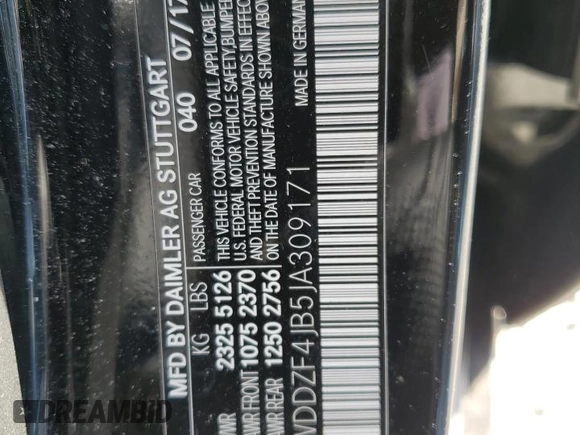 MFD BY DAIMLER AG STUTTGART
040 07/17
KG LBS PASSENGER CAR
2325 5126
1075 2370
1250 2756
FRONT
REAR
THIS VEHICLE CONFORMS TO ALL APPLICABLE
U.S. FEDERAL MOTOR VEHICLE SAFETY, BUMPER
AND THEFT PREVENTION STANDARDS IN EFFECT
ON THE DATE OF MANUFACTURE SHOWN ABOVE
MADE IN GERMANY
DDZF4JB5JA309171
DREAMBID